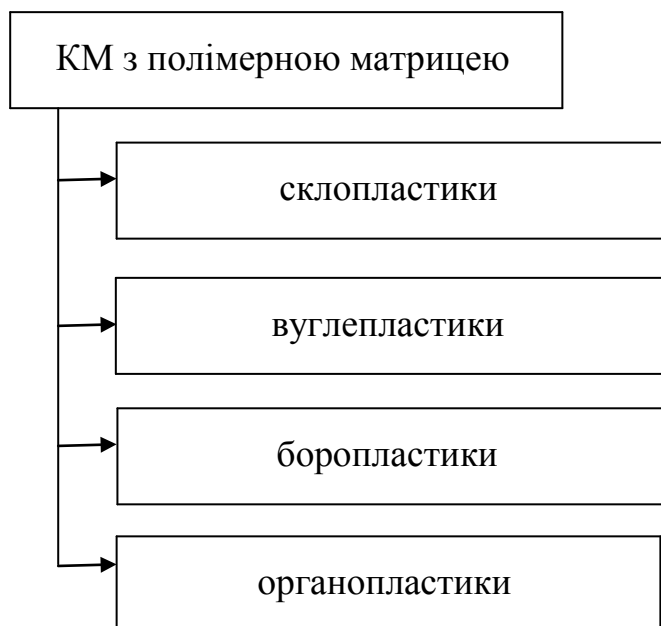 КМ з полімерною матрицею
склопластики
вуглепластики
боропластики
органопластики